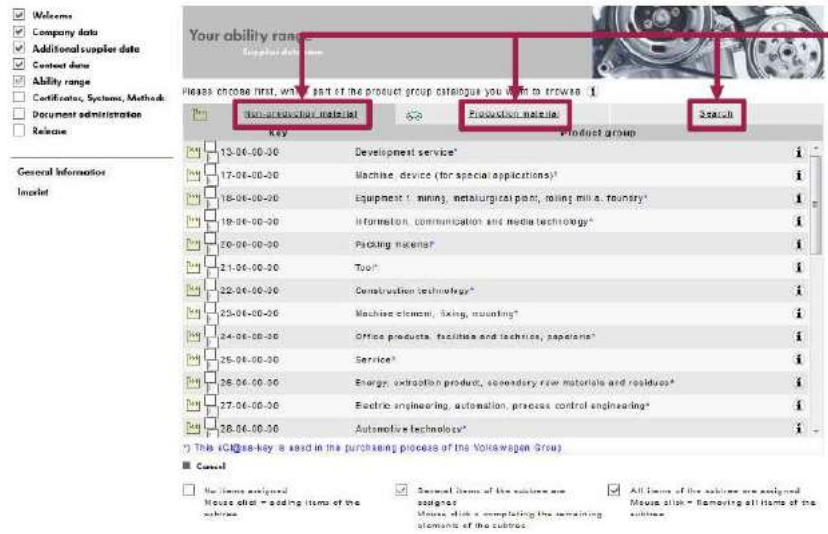 Welcome
Company data
Additional supplier data
Contact data
Ability range
Certificates, Systems, Methods
Document administration
Release
General Information
Imprint
Your ability range
Supplier database
Please choose first, which part of the product group catalogue you want to browse.
Non-production material
Production material
Search
Key Product group
13-00-00-00 Development service*
17-00-00-00 Machine, device (for special applications)*
18-00-00-00 Equipment f. mining, metallurgical plant, rolling mill a. foundry*
19-00-00-00 Information, communication and media technology*
20-00-00-00 Packing material*
21-00-00-00 Tool*
22-00-00-00 Construction technology*
23-00-00-00 Machine element, fixing, mounting*
24-00-00-00 Office products, facilities and technics, papeterie*
25-00-00-00 Service*
26-00-00-00 Energy, extraction product, secondary raw materials and residues*
27-00-00-00 Electric engineering, automation, process control engineering*
28-00-00-00 Automotive technology*
*) This eCl@ss-key is used in the purchasing process of the Volkswagen Group
Cancel
No items assigned
Mouse click = adding items of the
subtree
Several items of the subtree are
assigned
Mouse click = completing the remaining
elements of the subtree
All items of the subtree are assigned
Mouse click = Removing all items of the
subtree